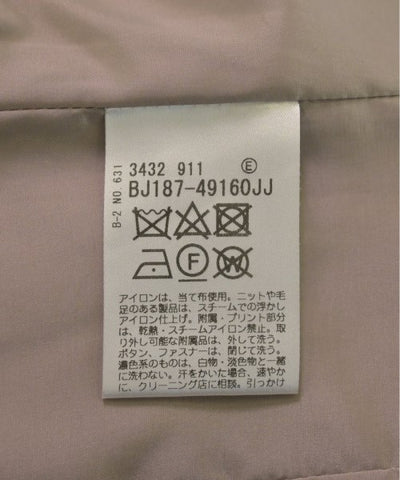 B-2 NO.631
3432 911 E
BJ187-49160JJ
F W
アイロンは、当て布使用。ニットや毛
足のある製品は、スチームでの浮かし
アイロン仕上げ。附属・プリント部分
は、乾熱・スチームアイロン禁止。取
り外し可能な附属品は、外して洗う。
ボタン、ファスナーは、閉じて洗う。
濃色系のものは、白物・淡色物と一緒
に洗わない。汗をかいた場合、速やか
に、クリーニング店に相談。引っかけ